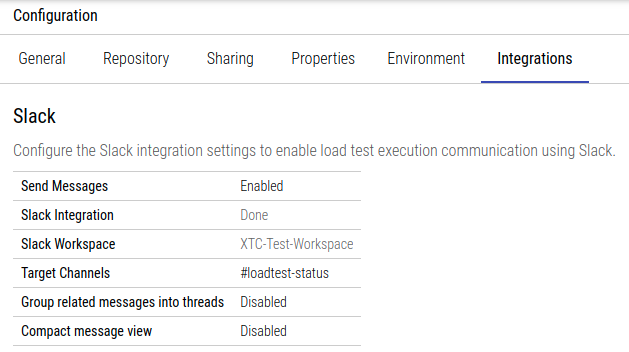 Configuration
General Repository Sharing Properties Environment Integrations
Slack
Configure the Slack integration settings to enable load test execution communication using Slack.
Send Messages Enabled
Slack Integration Done
Slack Workspace XTC-Test-Workspace
Target Channels #loadtest-status
Group related messages into threads Disabled
Compact message view Disabled